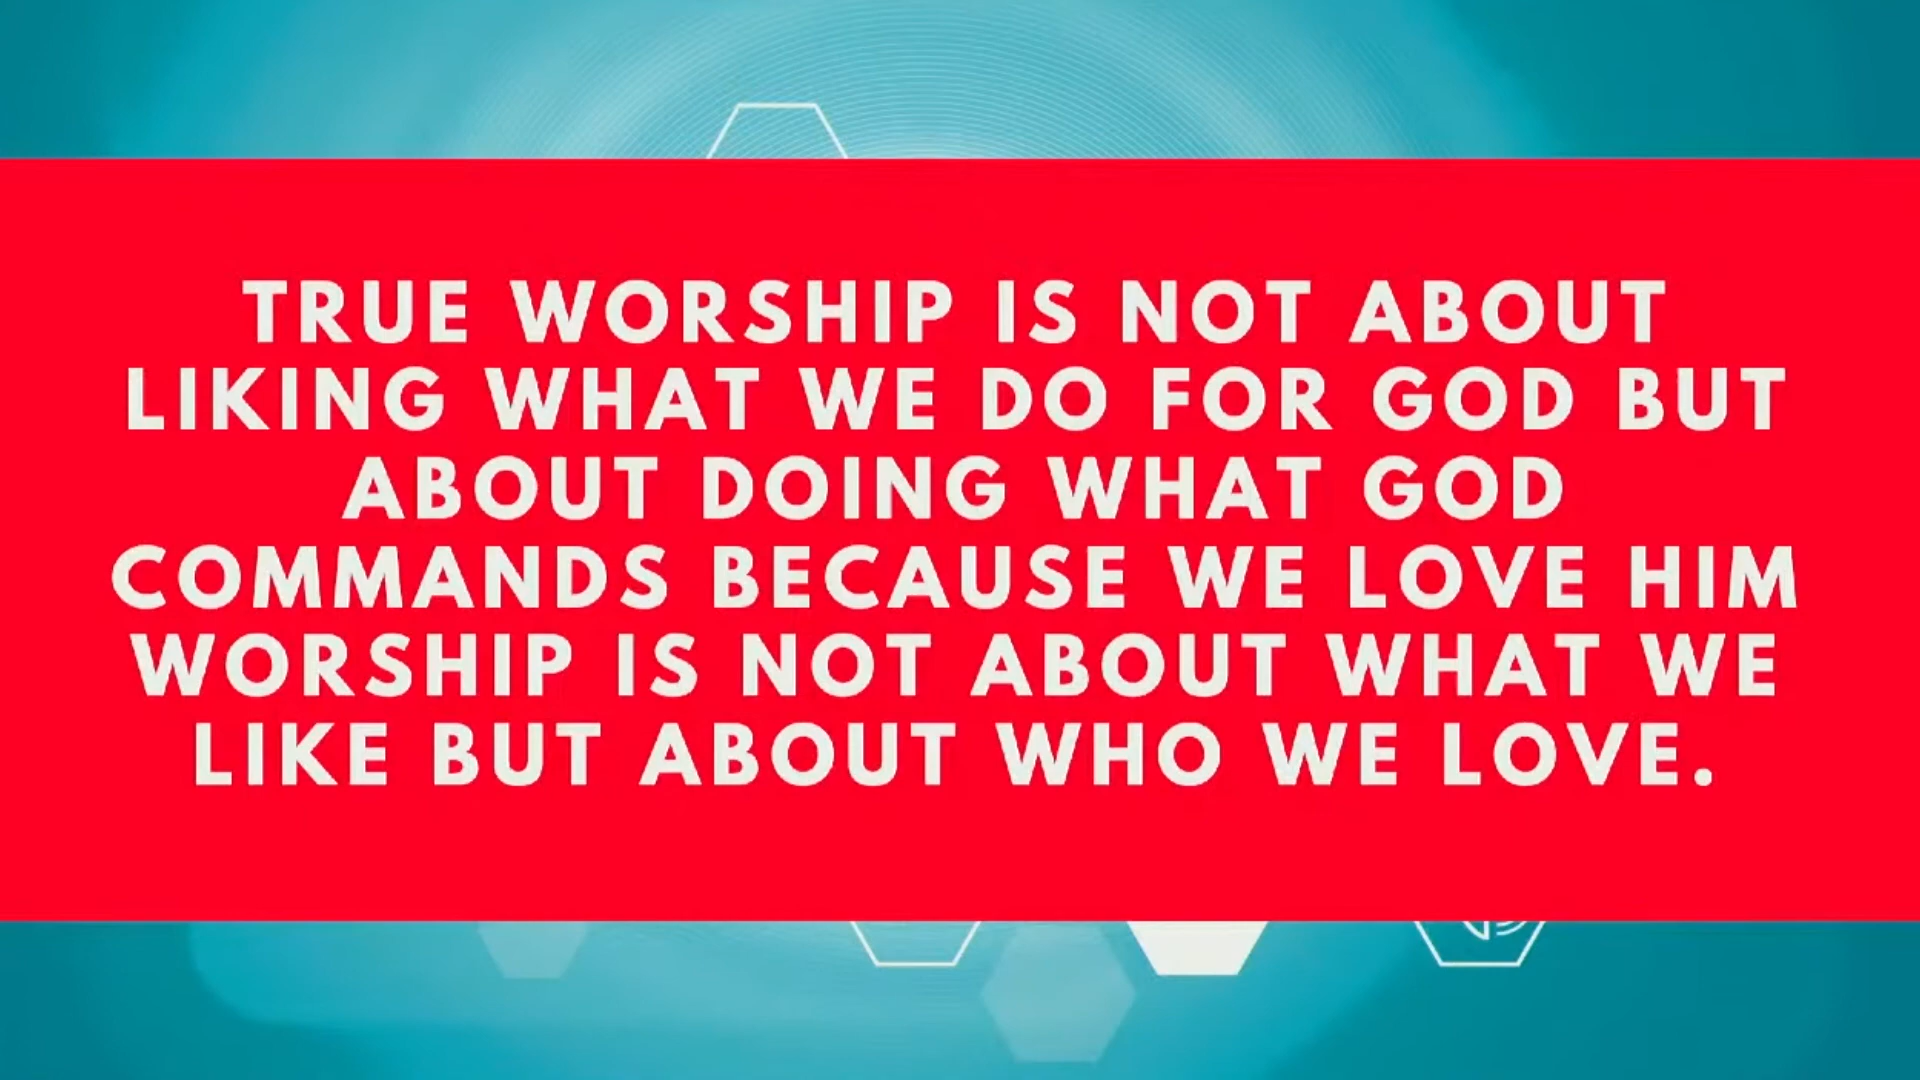 TRUE WORSHIP IS NOT ABOUT
LIKING WHAT WE DO FOR GOD BUT
ABOUT DOING WHAT GOD
COMMANDS BECAUSE WE LOVE HIM
WORSHIP IS NOT ABOUT WHAT WE
LIKE BUT ABOUT WHO WE LOVE.